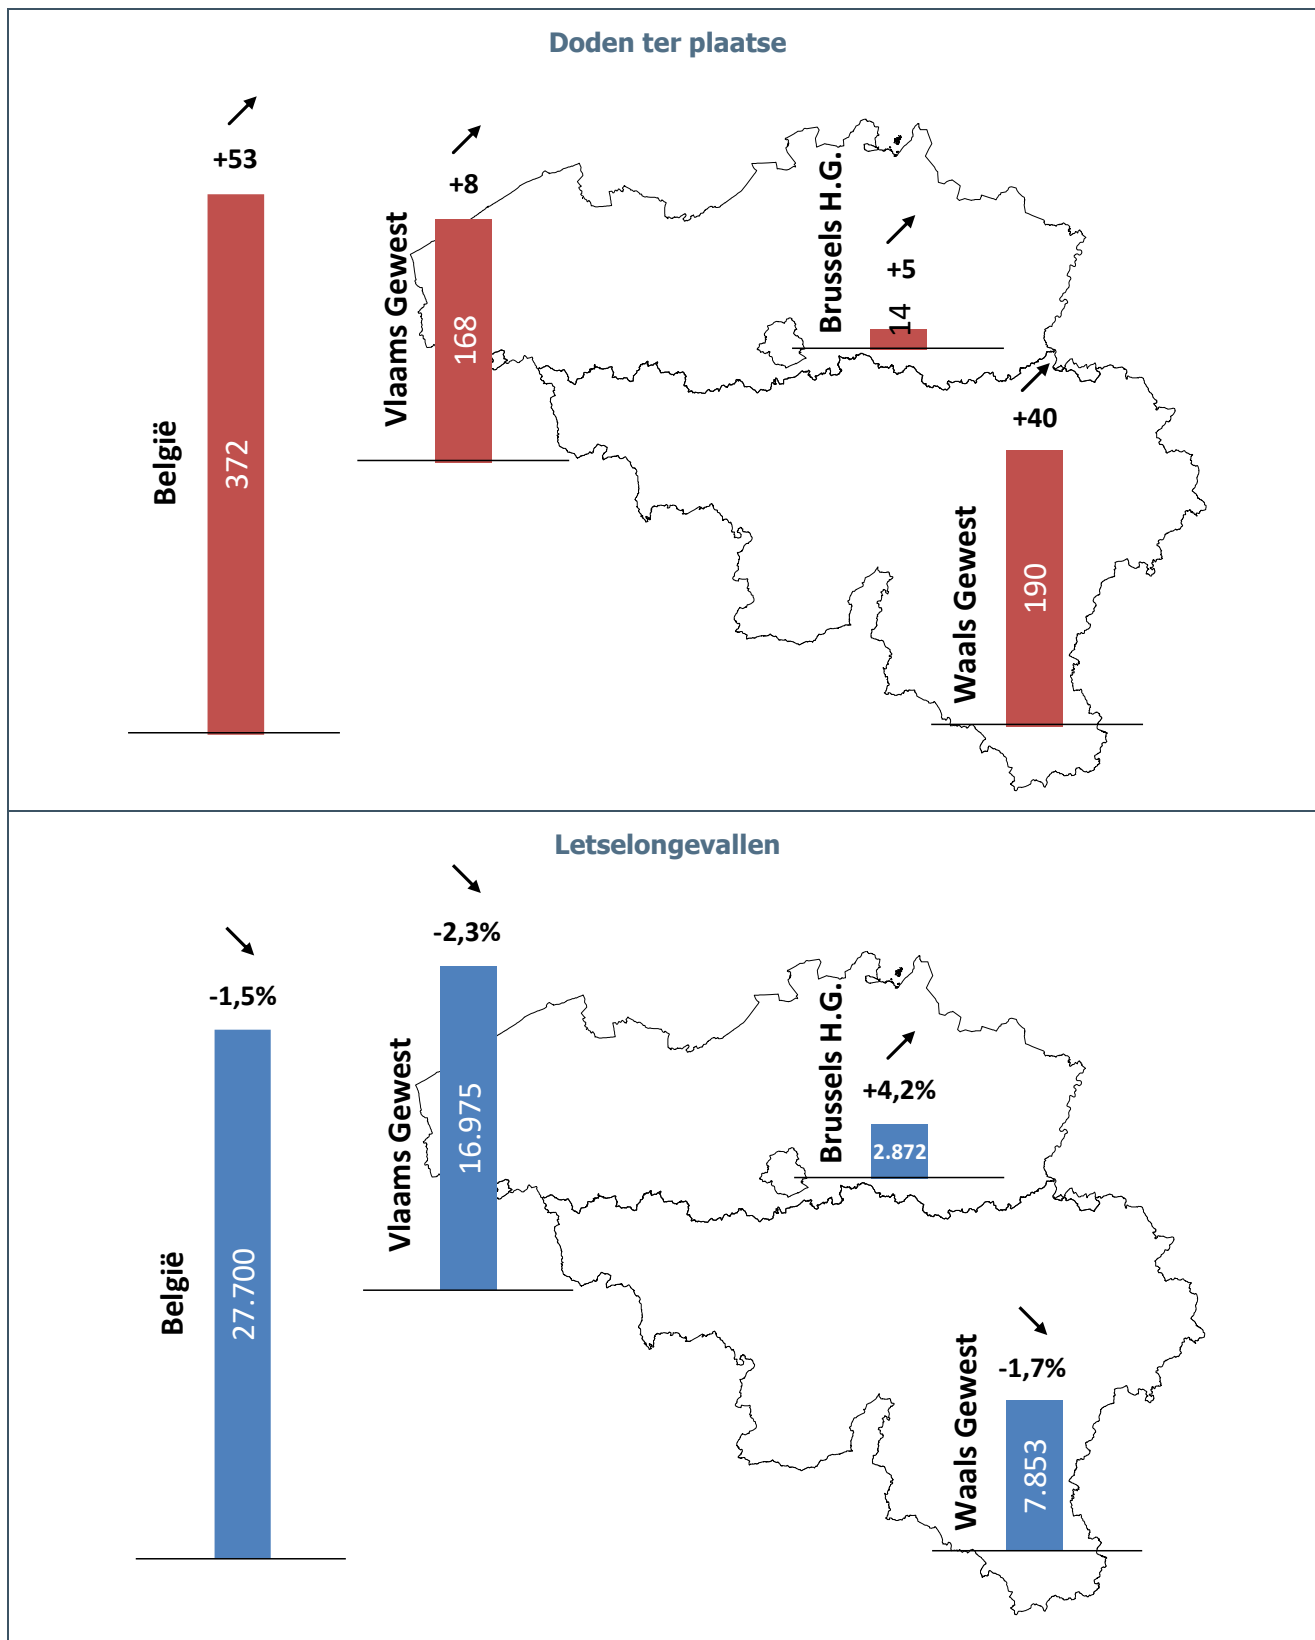 Doden ter plaatse
+53
België
372
+8
Vlaams Gewest
168
Brussels H.G.
+5
14
+40
Waals Gewest
190
Letselongevallen
-1,5%
België
27.700
-2,3%
Vlaams Gewest
16.975
Brussels H.G.
+4,2%
2.872
-1,7%
Waals Gewest
7.853